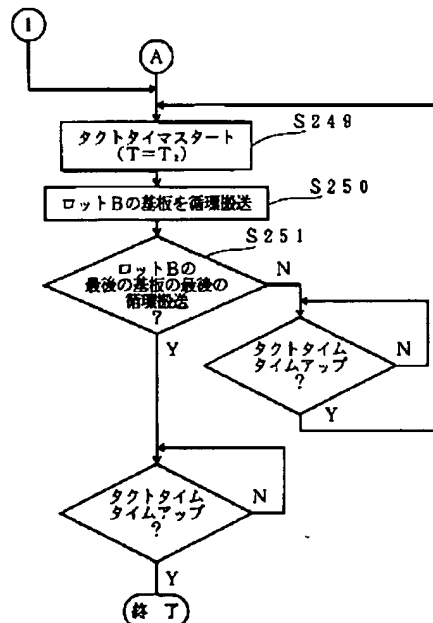 1
A
タクトタイマスタート
(T=T₂)
S249
ロットBの基板を循環搬送
S250
S251
ロットBの
最後の基板の最後の
循環搬送
?
N
Y
タクトタイム
タイムアップ
?
N
Y
タクトタイム
タイムアップ
?
N
Y
終了